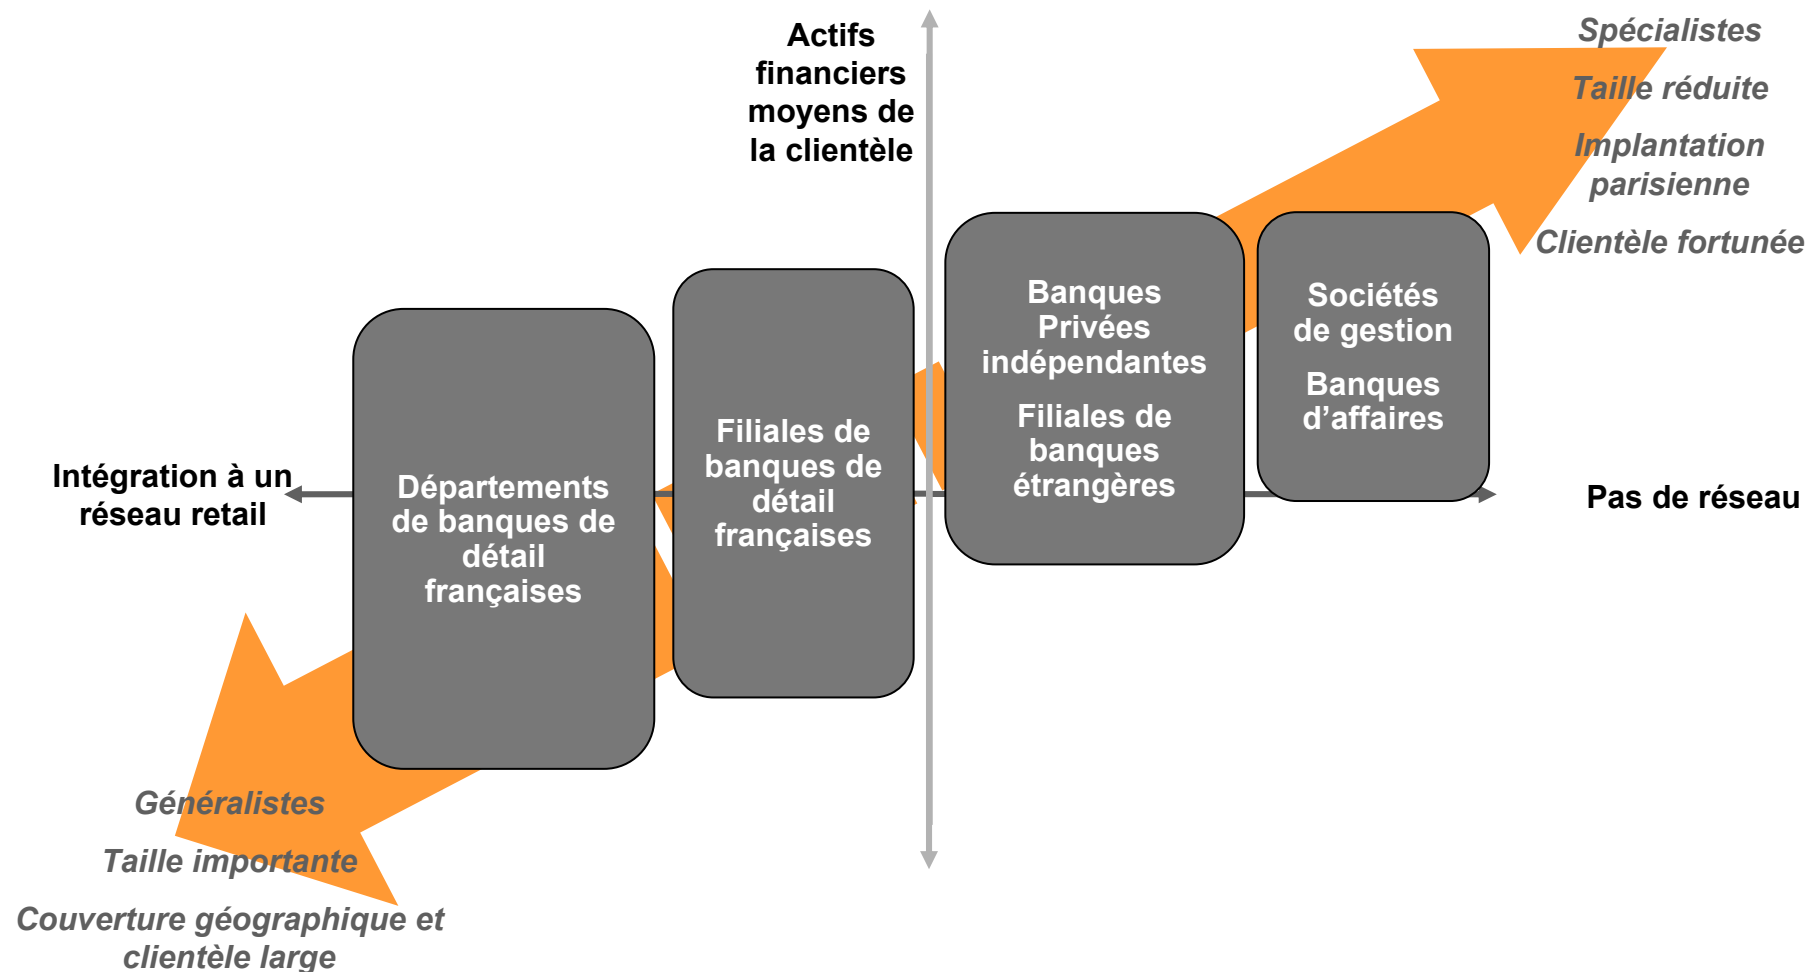 Actifs
financiers
moyens de
la clientèle
Spécialistes
Taille réduite
Implantation
parisienne
Clientèle fortunée
Intégration à un
réseau retail
Départements
de banques de
détail
françaises
Filiales de
banques de
détail
françaises
Banques
Privées
indépendantes
Filiales de
banques
étrangères
Sociétés
de gestion
Banques
d’affaires
Pas de réseau
Généralistes
Taille importante
Couverture géographique et
clientèle large